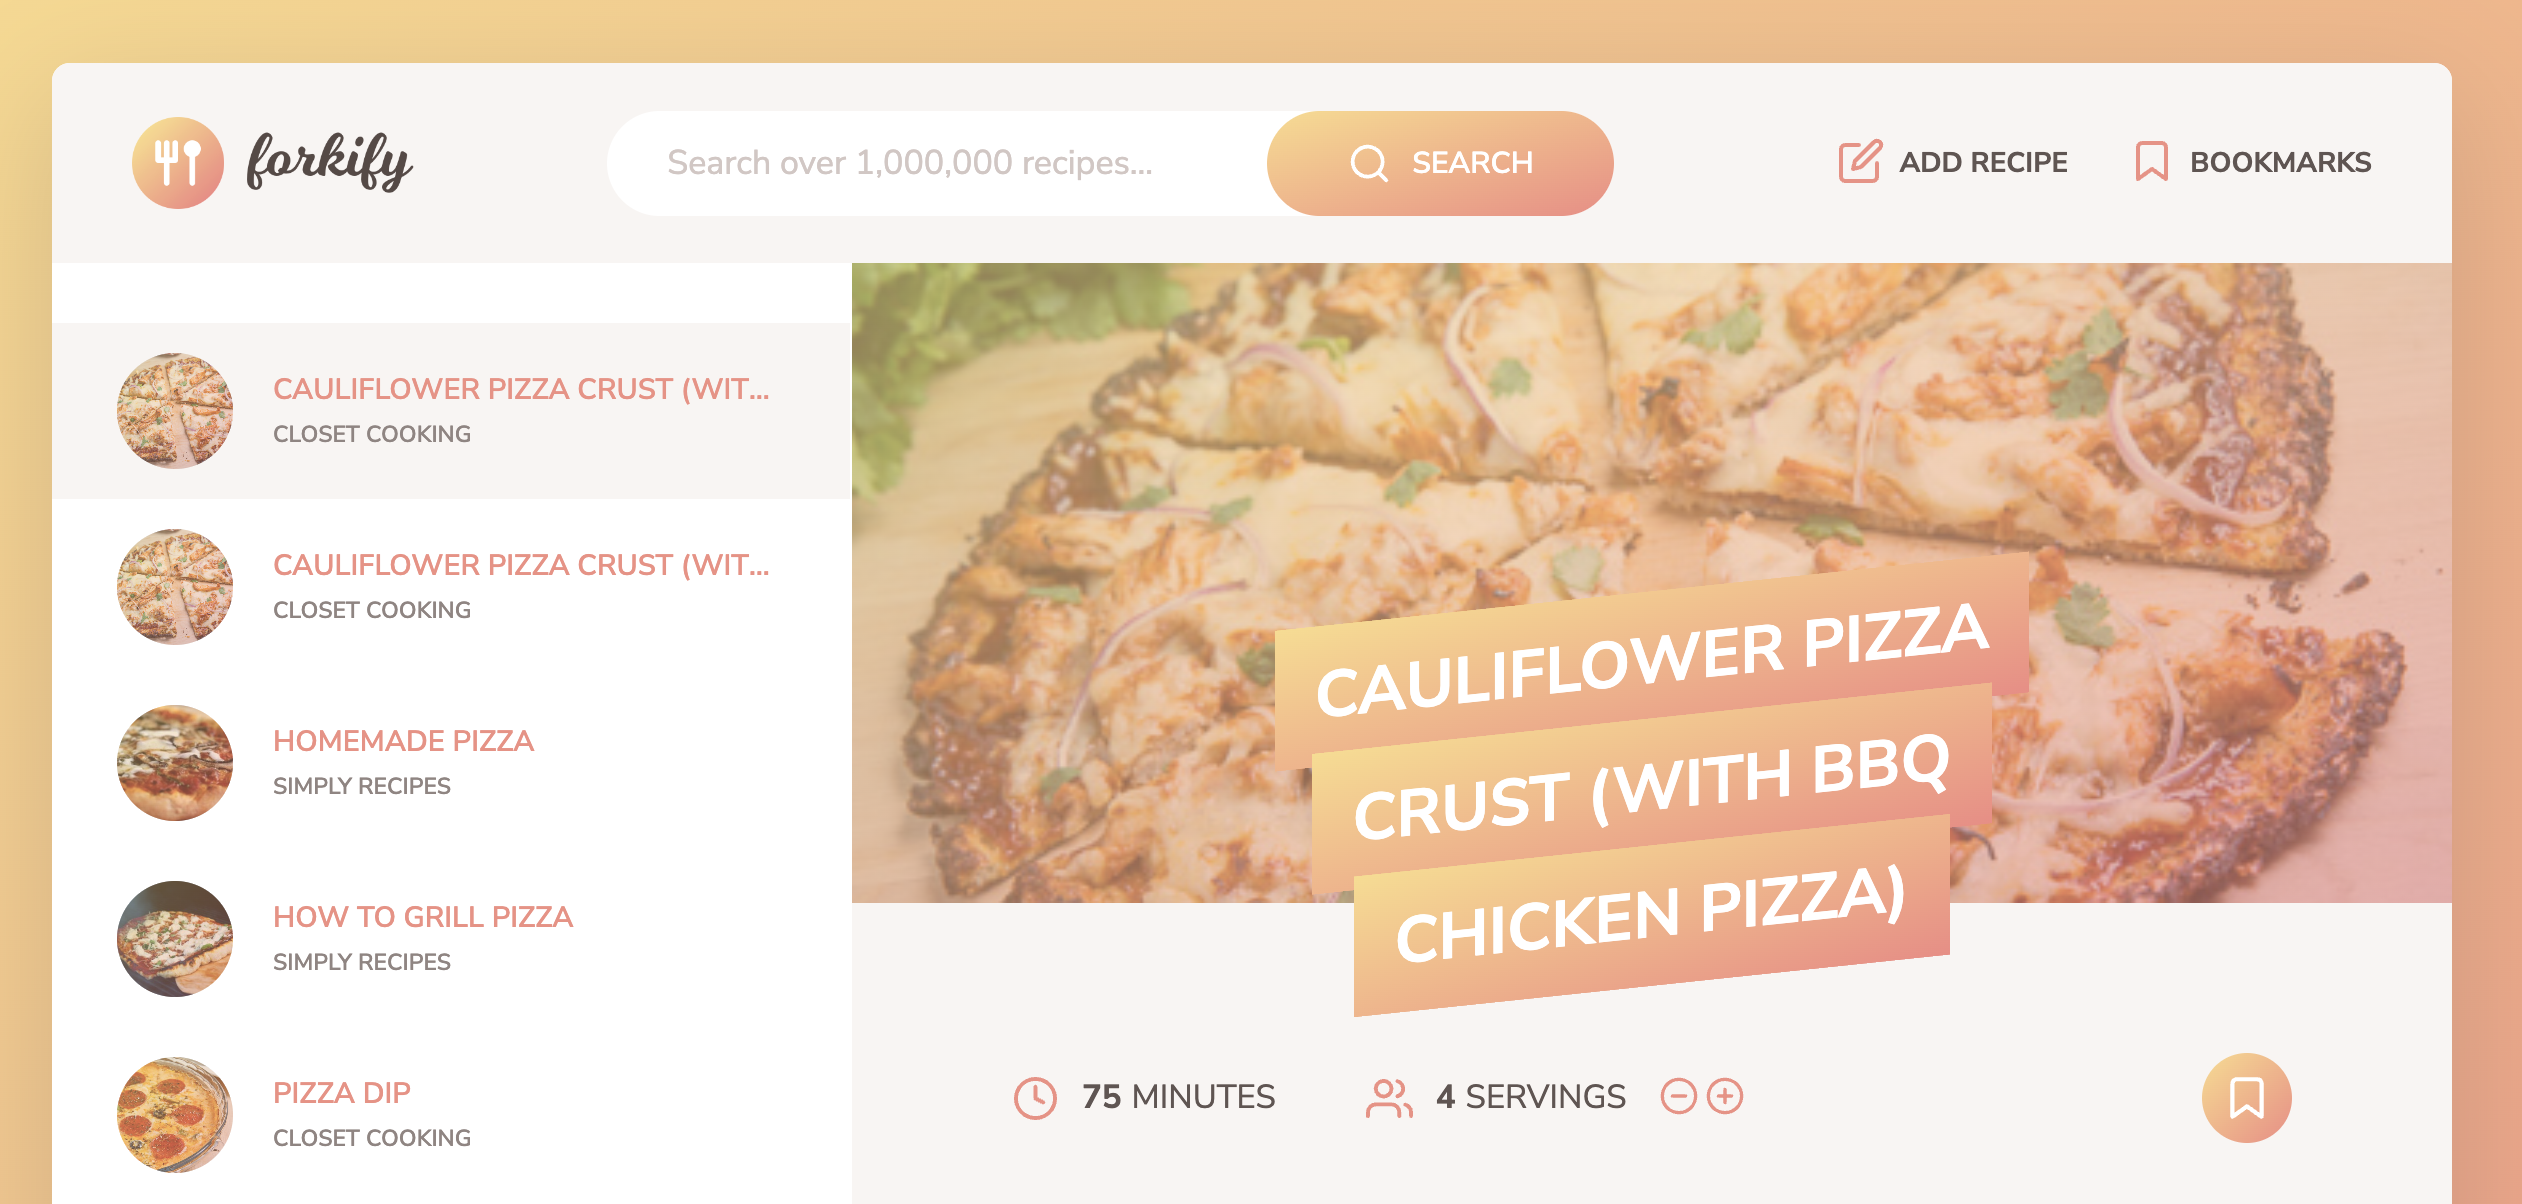 forkify
Search over 1,000,000 recipes...
SEARCH
ADD RECIPE
BOOKMARKS
CAULIFLOWER PIZZA CRUST (WIT...
CLOSET COOKING
CAULIFLOWER PIZZA CRUST (WIT...
CLOSET COOKING
HOMEMADE PIZZA
SIMPLY RECIPES
HOW TO GRILL PIZZA
SIMPLY RECIPES
PIZZA DIP
CLOSET COOKING
CAULIFLOWER PIZZA
CRUST (WITH BBQ
CHICKEN PIZZA)
75 MINUTES
4 SERVINGS